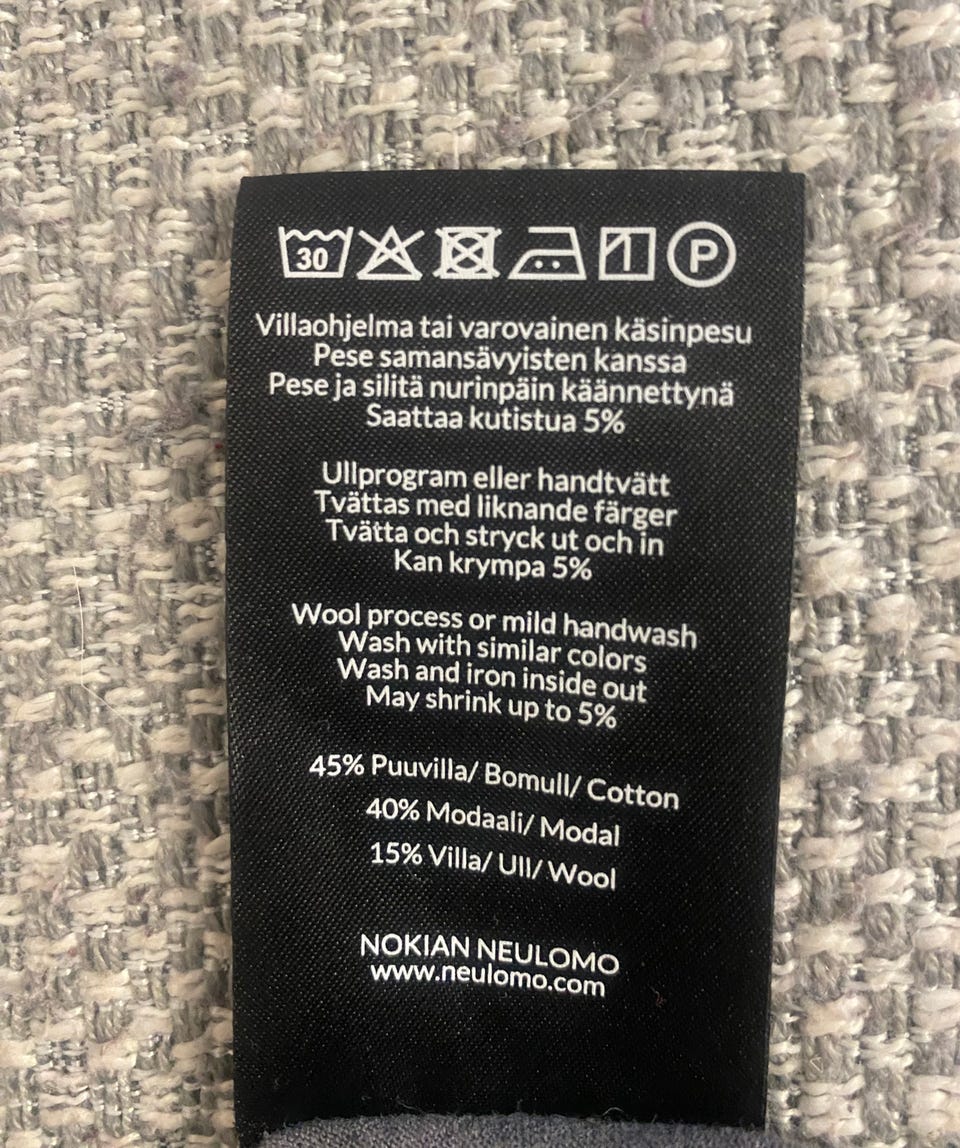 30 P
Villaohjelma tai varovainen käsinpesu
Pese samansävyisten kanssa
Pese ja silitä nurinpäin käännettynä
Saattaa kutistua 5%
Ullprogram eller handtvätt
Tvättas med liknande färger
Tvätta och stryck ut och in
Kan krympa 5%
Wool process or mild handwash
Wash with similar colors
Wash and iron inside out
May shrink up to 5%
45% Puuvilla/ Bomull/ Cotton
40% Modaali/ Modal
15% Villa/ Ull/ Wool
NOKIAN NEULOMO
www.neulomo.com